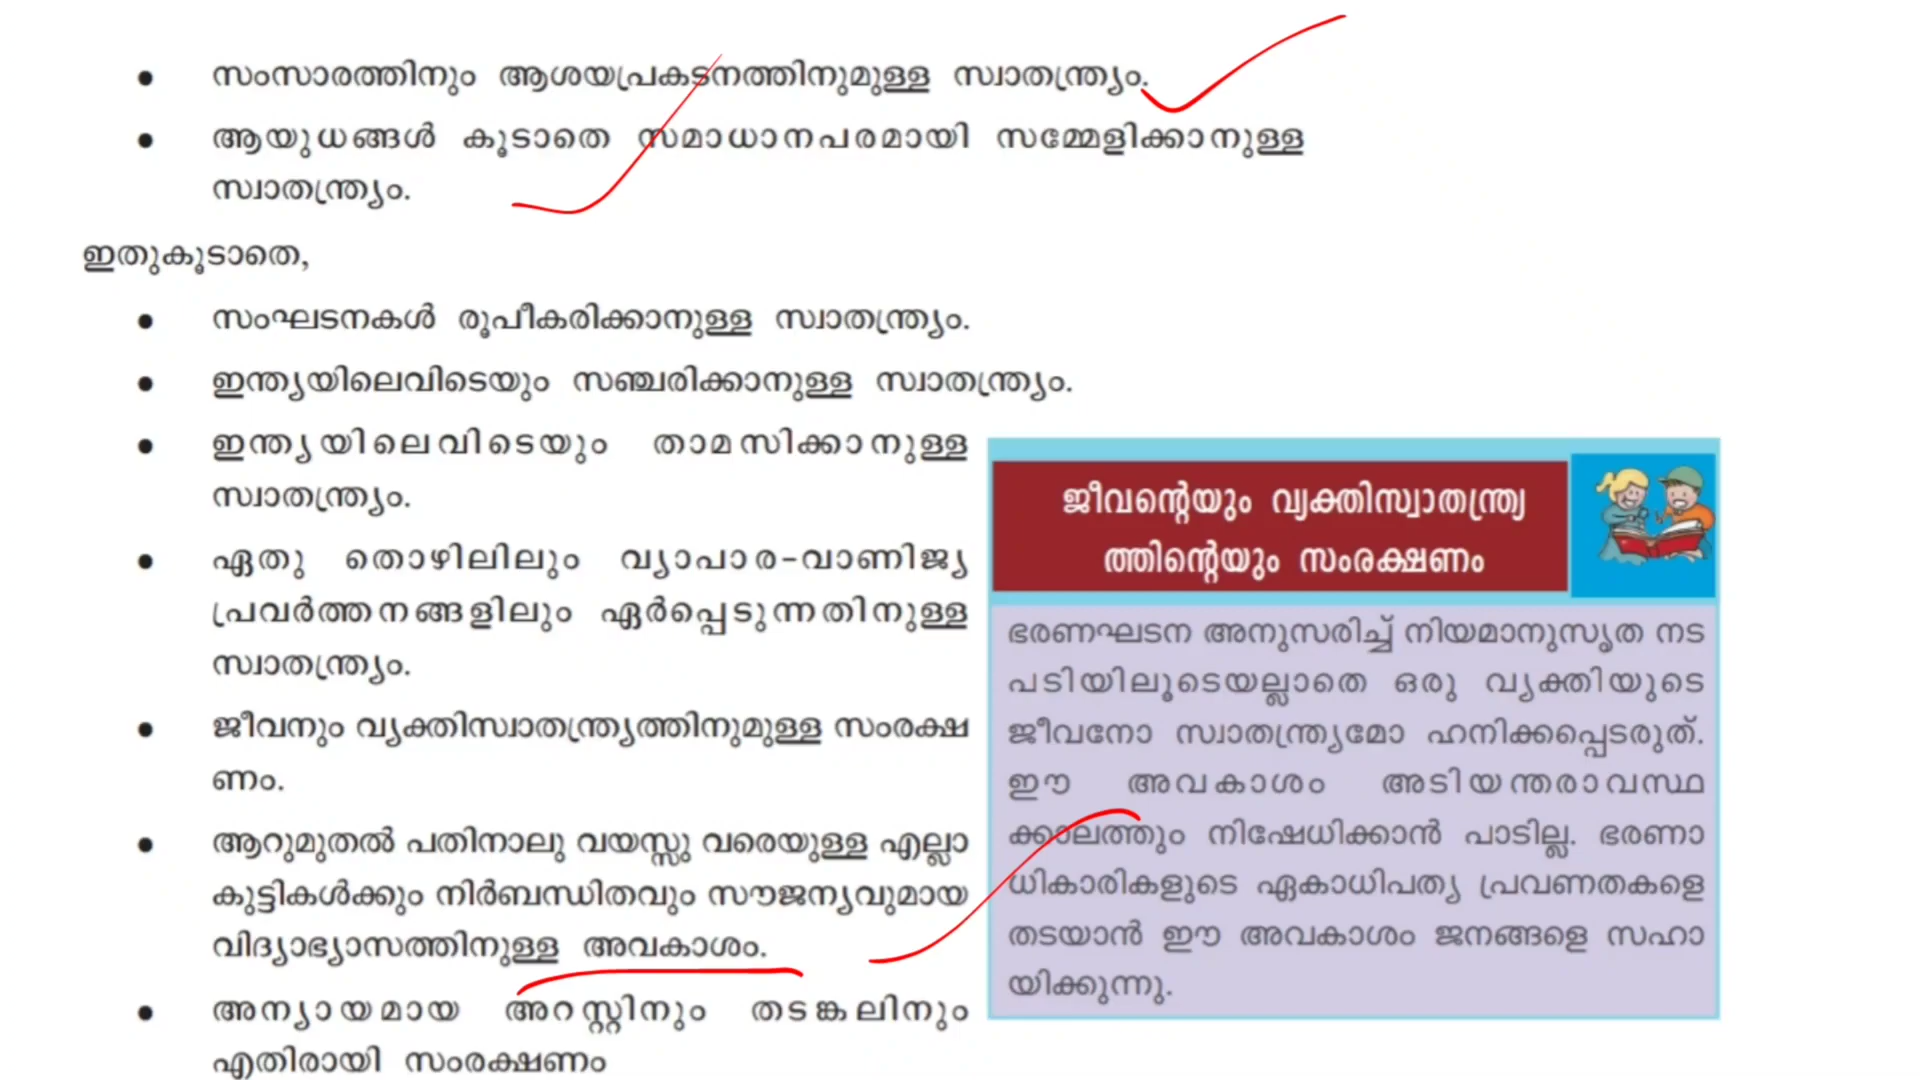 • സംസാരത്തിനും ആശയപ്രകടനത്തിനുമുള്ള സ്വാതന്ത്ര്യം.
• ആയുധങ്ങൾ കൂടാതെ സമാധാനപരമായി സമ്മേളിക്കാനുള്ള
സ്വാതന്ത്ര്യം.
ഇതുകൂടാതെ,
• സംഘടനകൾ രൂപീകരിക്കാനുള്ള സ്വാതന്ത്ര്യം.
• ഇന്ത്യയിലെവിടെയും സഞ്ചരിക്കാനുള്ള സ്വാതന്ത്ര്യം.
• ഇന്ത്യയിലെവിടെയും താമസിക്കാനുള്ള
സ്വാതന്ത്ര്യം.
• ഏതു തൊഴിലിലും വ്യാപാര-വാണിജ്യ
പ്രവർത്തനങ്ങളിലും ഏർപ്പെടുന്നതിനുള്ള
സ്വാതന്ത്ര്യം.
• ജീവനും വ്യക്തിസ്വാതന്ത്ര്യത്തിനുമുള്ള സംരക്ഷ
ണം.
• ആറുമുതൽ പതിനാലു വയസ്സു വരെയുള്ള എല്ലാ
കുട്ടികൾക്കും നിർബന്ധിതവും സൗജന്യവുമായ
വിദ്യാഭ്യാസത്തിനുള്ള അവകാശം.
• അന്യായമായ അറസ്റ്റിനും തടങ്കലിനും
എതിരായി സംരക്ഷണം
ജീവന്റെയും വ്യക്തിസ്വാതന്ത്ര്യ
ത്തിന്റെയും സംരക്ഷണം
ഭരണഘടന അനുസരിച്ച് നിയമാനുസൃത നട
പടിയിലൂടെയല്ലാതെ ഒരു വ്യക്തിയുടെ
ജീവനോ സ്വാതന്ത്ര്യമോ ഹനിക്കപ്പെടരുത്.
ഈ അവകാശം അടിയന്തരാവസ്ഥ
ക്കാലത്തും നിഷേധിക്കാൻ പാടില്ല. ഭരണാ
ധികാരികളുടെ ഏകാധിപത്യ പ്രവണതകളെ
തടയാൻ ഈ അവകാശം ജനങ്ങളെ സഹാ
യിക്കുന്നു.